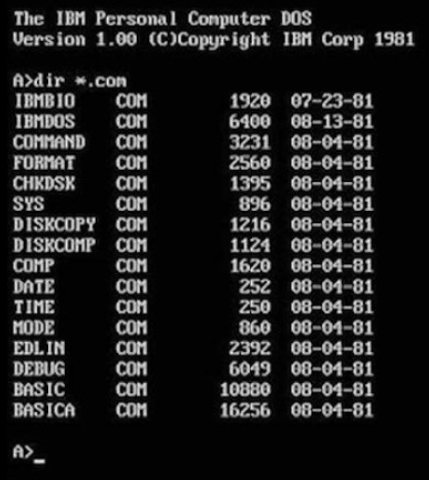 The IBM Personal Computer DOS
Version 1.00 (C)Copyright IBM Corp 1981
A>dir *.com
IBMBIO COM 1920 07-23-81
IBMDOS COM 6400 08-13-81
COMMAND COM 3231 08-04-81
FORMAT COM 2560 08-04-81
CHKDSK COM 1395 08-04-81
SYS COM 896 08-04-81
DISKCOPY COM 1216 08-04-81
DISKCOMP COM 1124 08-04-81
COMP COM 1620 08-04-81
DATE COM 252 08-04-81
TIME COM 250 08-04-81
MODE COM 860 08-04-81
EDLIN COM 2392 08-04-81
DEBUG COM 6049 08-04-81
BASIC COM 10880 08-04-81
BASICA COM 16256 08-04-81
A>_